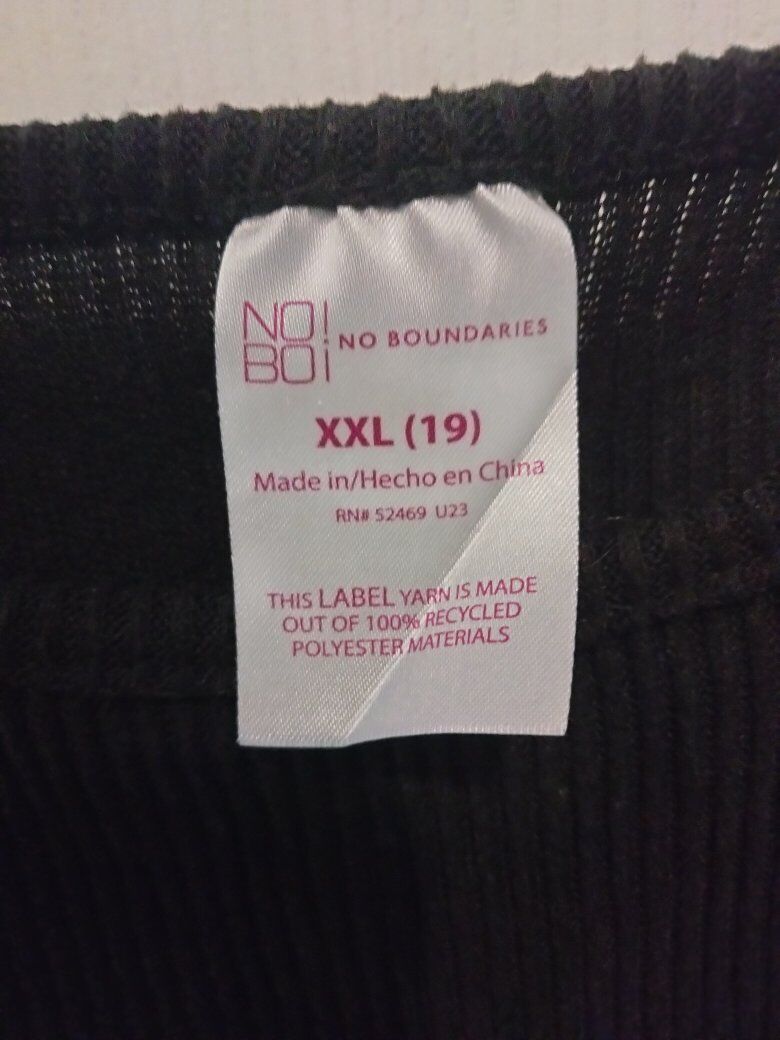 NO! NO BOUNDARIES
BO¡
XXL (19)
Made in/Hecho en China
RN# 52469 U23
THIS LABEL YARN IS MADE
OUT OF 100% RECYCLED
POLYESTER MATERIALS